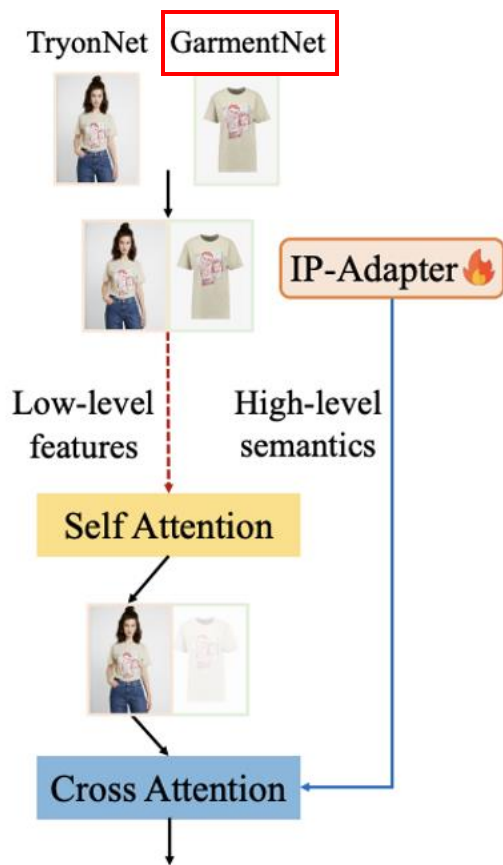 TryonNet GarmentNet
IP-Adapter
Low-level
features
High-level
semantics
Self Attention
Cross Attention